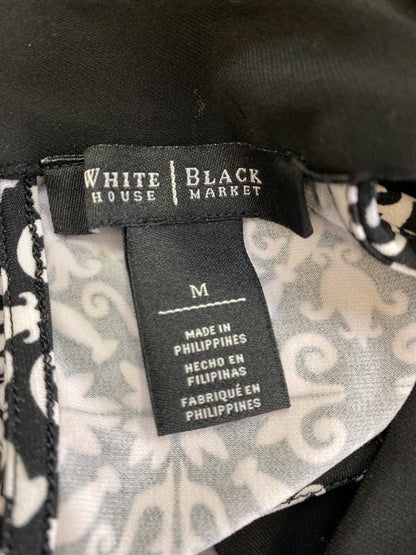 WHITE | BLACK
HOUSE | MARKET
M
MADE IN
PHILIPPINES
HECHO EN
FILIPINAS
FABRIQUÉ EN
PHILIPPINES